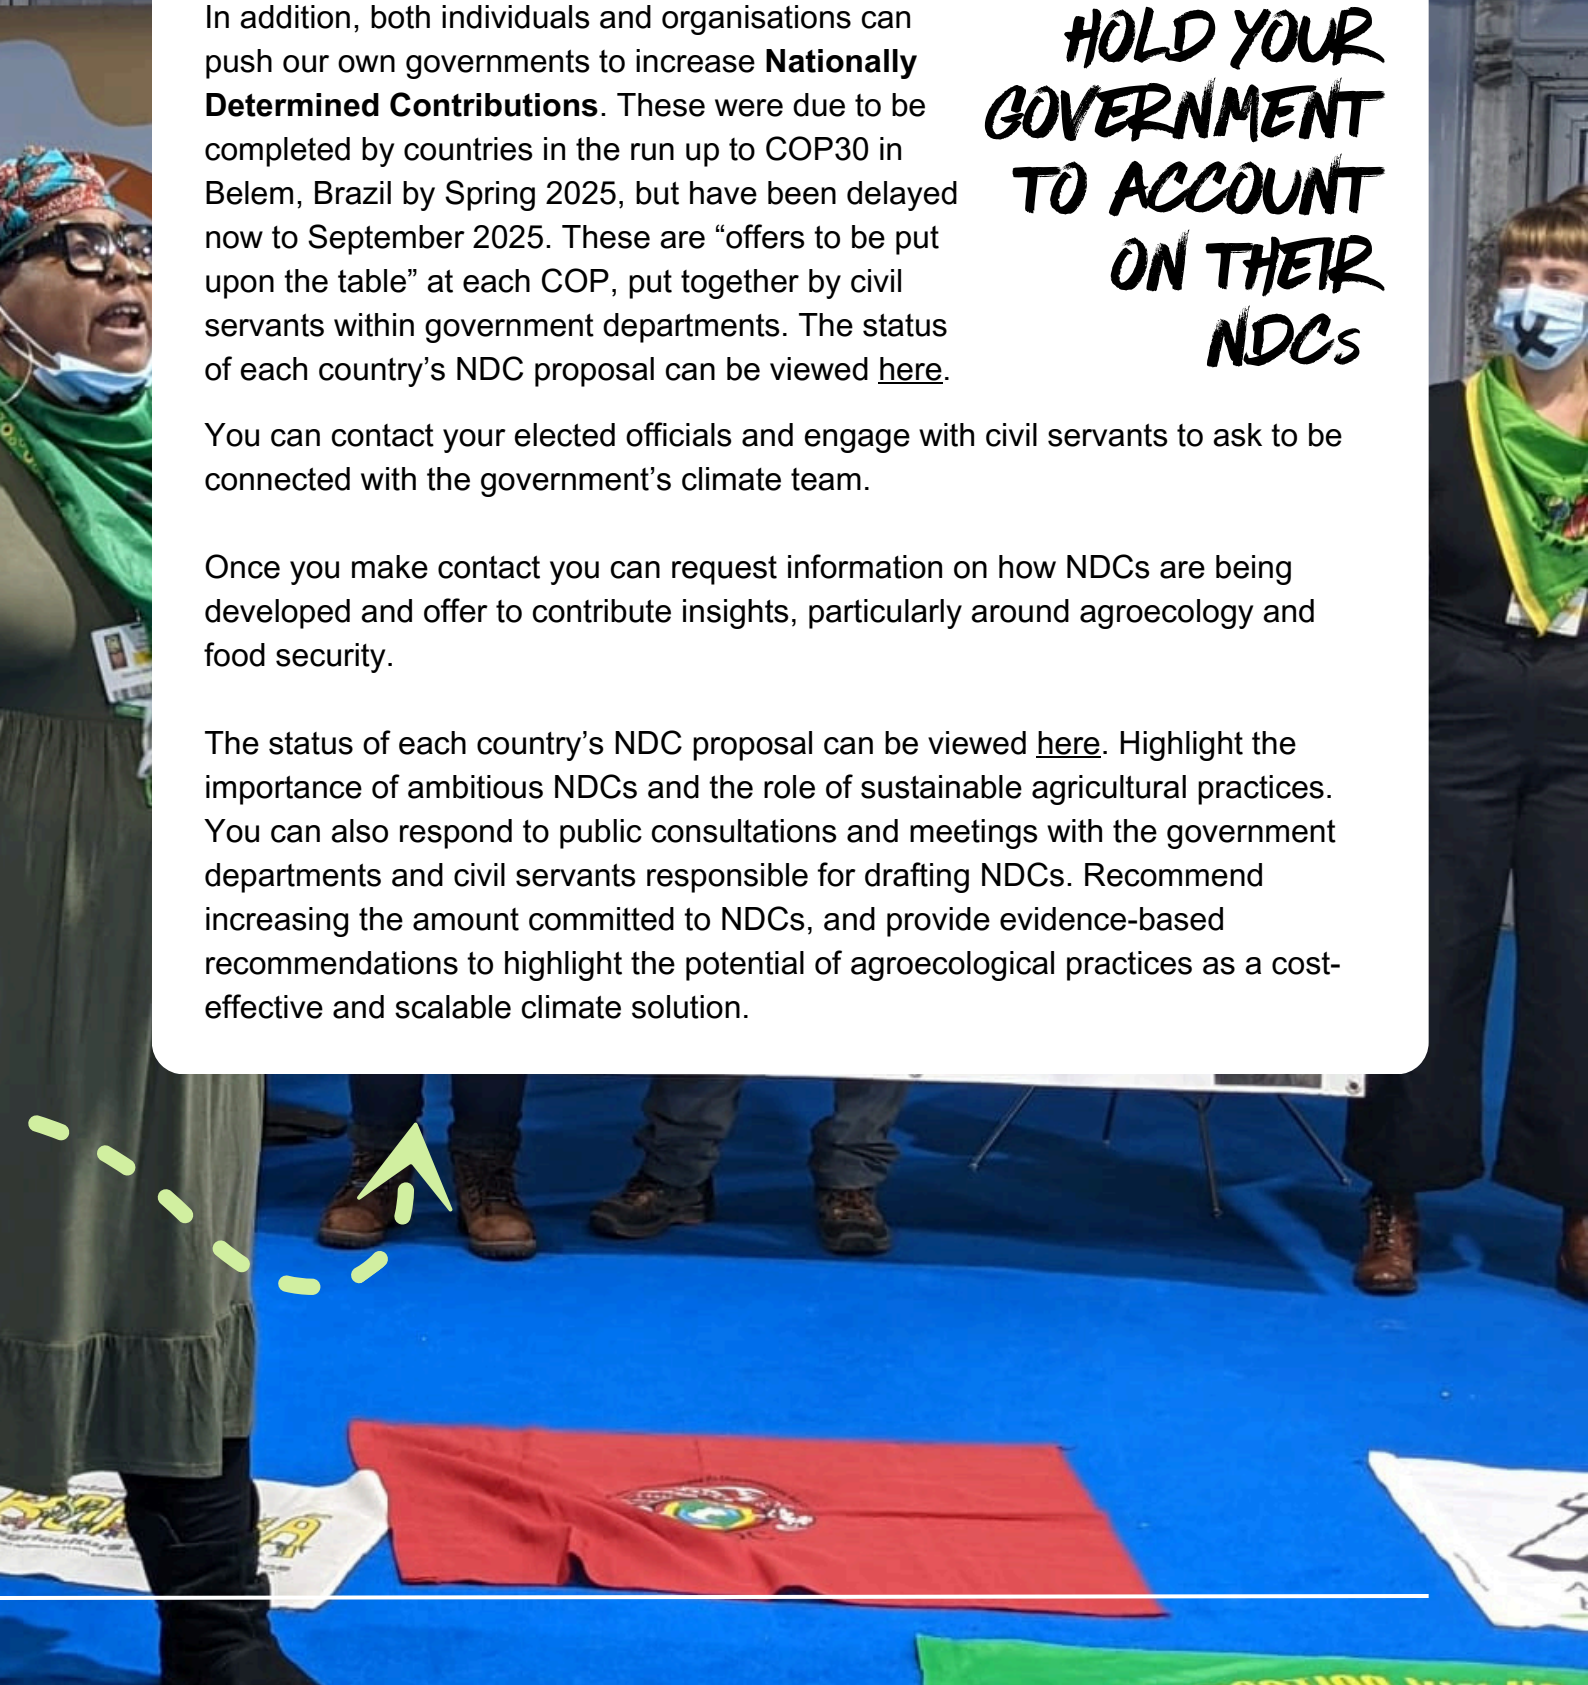 In addition, both individuals and organisations can
push our own governments to increase Nationally
Determined Contributions. These were due to be
completed by countries in the run up to COP30 in
Belem, Brazil by Spring 2025, but have been delayed
now to September 2025. These are “offers to be put
upon the table” at each COP, put together by civil
servants within government departments. The status
of each country’s NDC proposal can be viewed here.
HOLD YOUR
GOVERNMENT
TO ACCOUNT
ON THEIR
NDCs
You can contact your elected officials and engage with civil servants to ask to be
connected with the government’s climate team.
Once you make contact you can request information on how NDCs are being
developed and offer to contribute insights, particularly around agroecology and
food security.
The status of each country’s NDC proposal can be viewed here. Highlight the
importance of ambitious NDCs and the role of sustainable agricultural practices.
You can also respond to public consultations and meetings with the government
departments and civil servants responsible for drafting NDCs. Recommend
increasing the amount committed to NDCs, and provide evidence-based
recommendations to highlight the potential of agroecological practices as a cost-
effective and scalable climate solution.